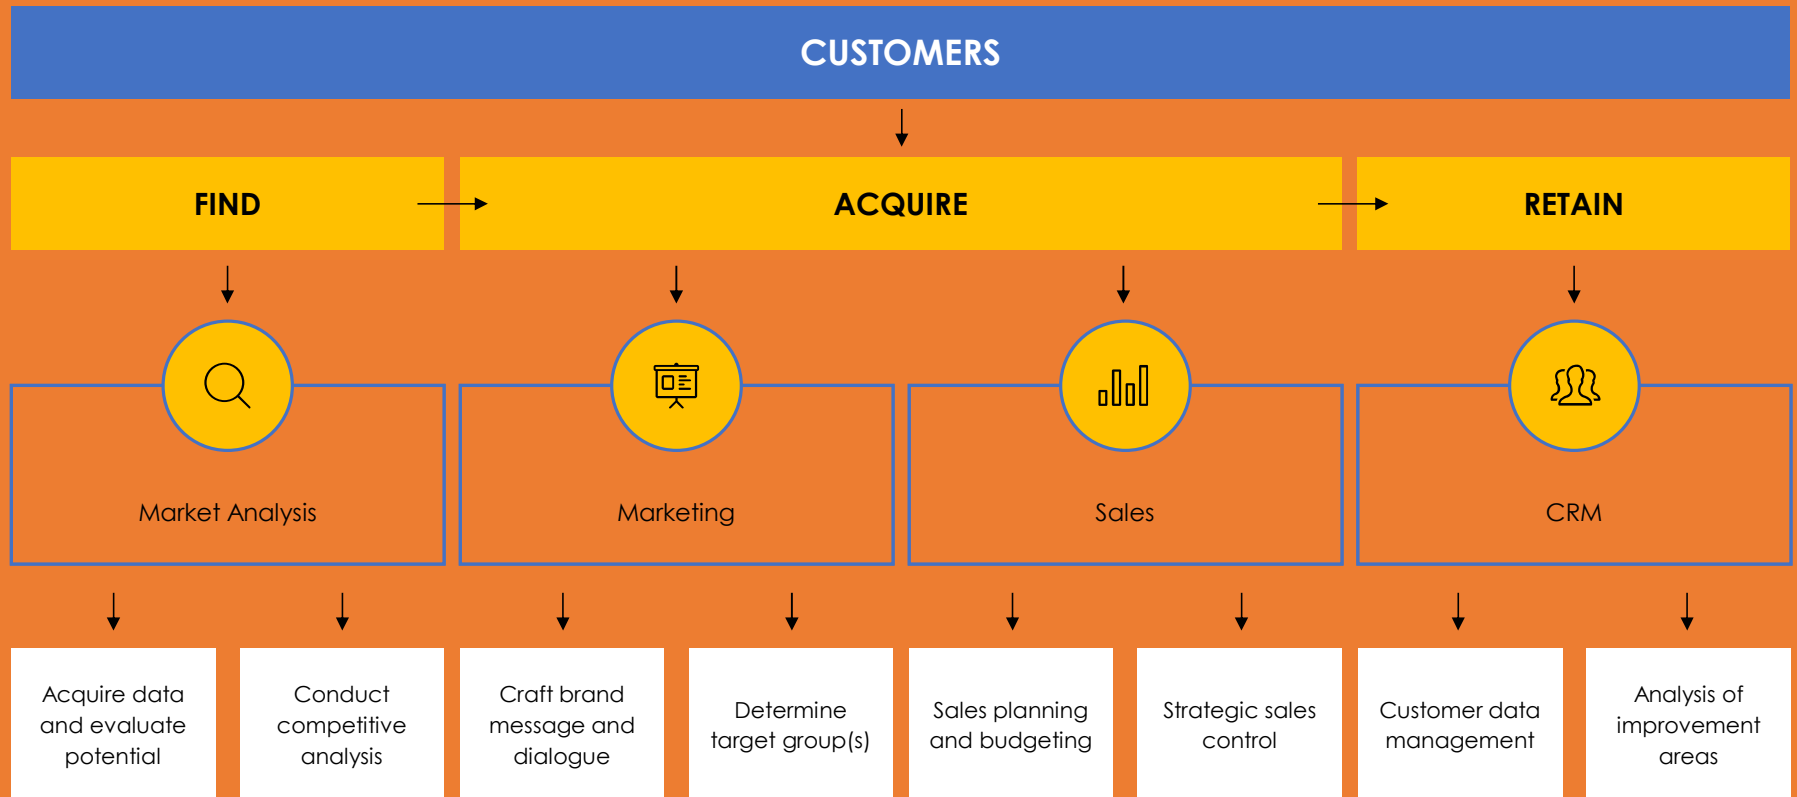 CUSTOMERS
FIND
ACQUIRE
RETAIN
Market Analysis
Marketing
Sales
CRM
Acquire data
and evaluate
potential
Conduct
competitive
analysis
Craft brand
message and
dialogue
Determine
target group(s)
Sales planning
and budgeting
Strategic sales
control
Customer data
management
Analysis of
improvement
areas